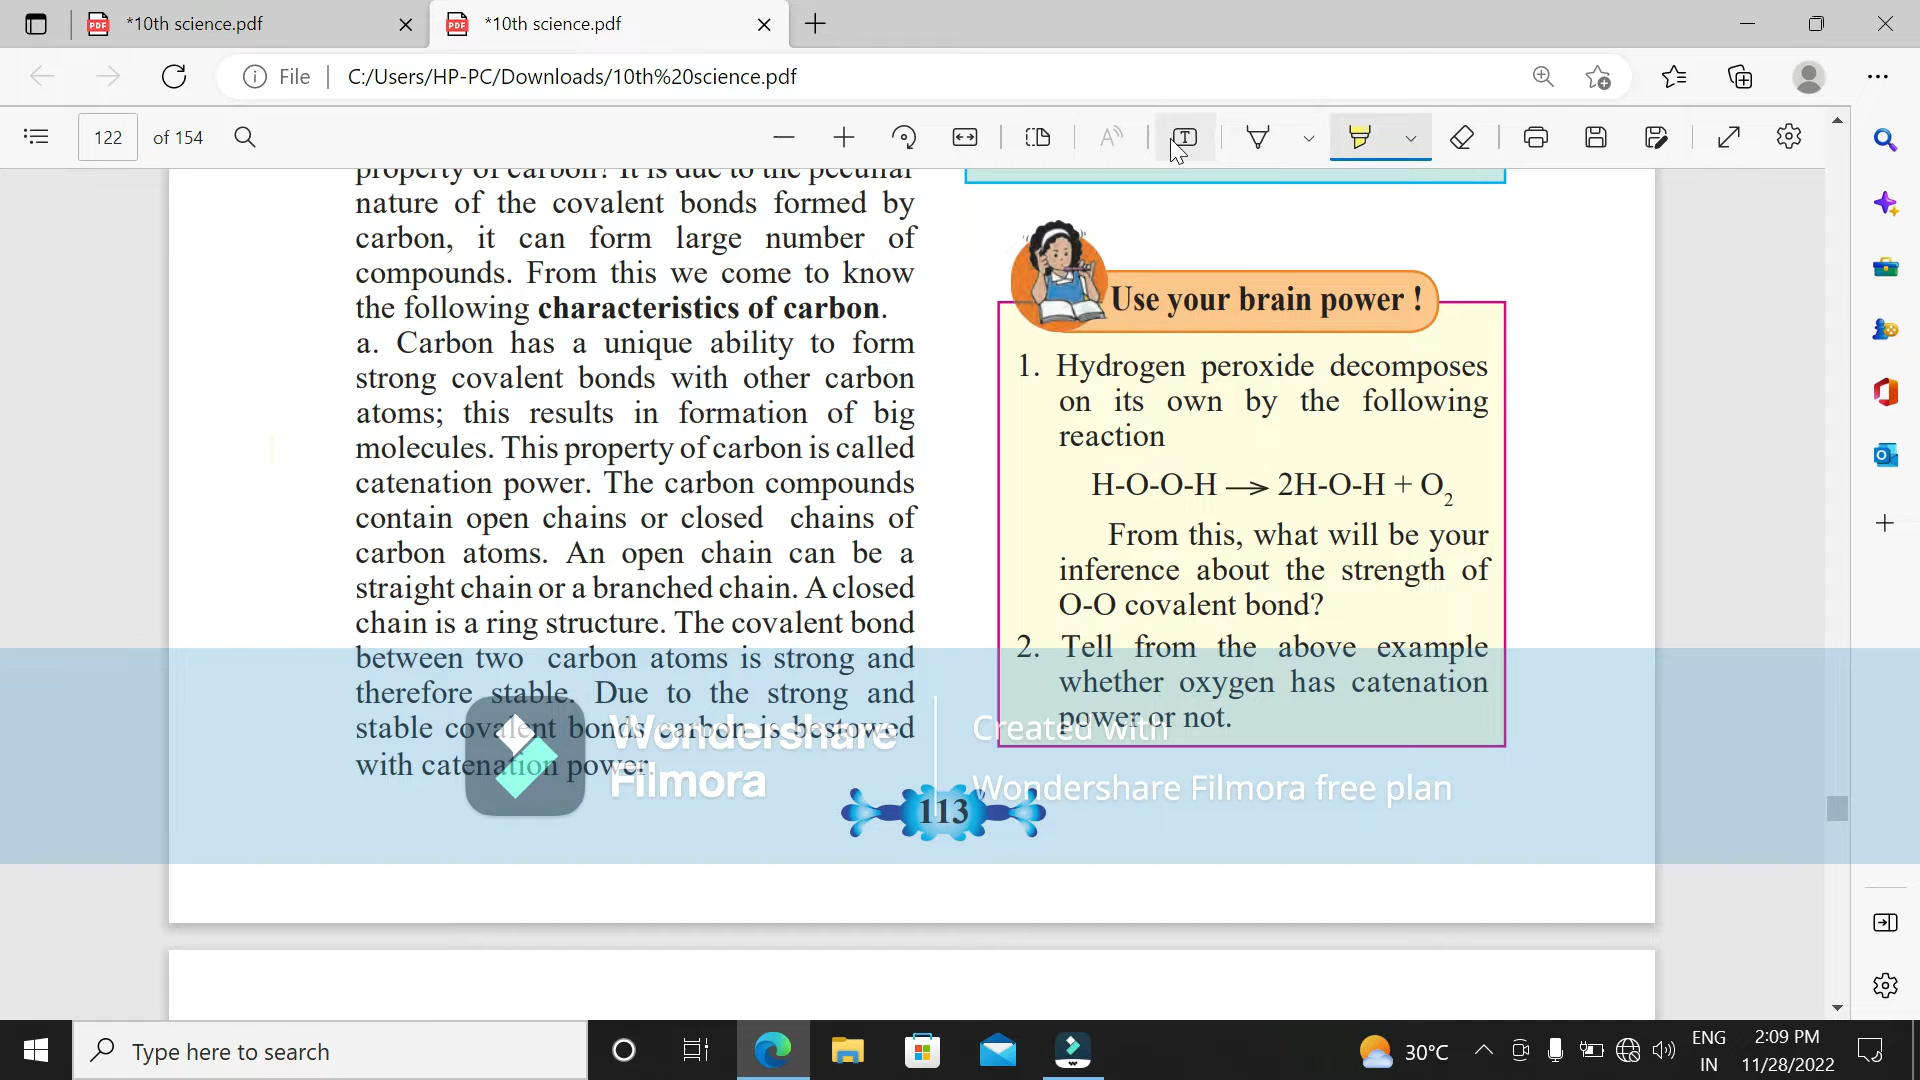 *10th science.pdf
*10th science.pdf
File
C:/Users/HP-PC/Downloads/10th%20science.pdf
122 of 154
property of carbon? It is due to the peculiar
nature of the covalent bonds formed by
carbon, it can form large number of
compounds. From this we come to know
the following characteristics of carbon.
a. Carbon has a unique ability to form
strong covalent bonds with other carbon
atoms; this results in formation of big
molecules. This property of carbon is called
catenation power. The carbon compounds
contain open chains or closed chains of
carbon atoms. An open chain can be a
straight chain or a branched chain. A closed
chain is a ring structure. The covalent bond
between two carbon atoms is strong and
therefore stable. Due to the strong and
stable covalent bonds carbon is bestowed
with catenation power.
Use your brain power !
1. Hydrogen peroxide decomposes
on its own by the following
reaction
H-O-O-H → 2H-O-H + O2
From this, what will be your
inference about the strength of
O-O covalent bond?
2. Tell from the above example
whether oxygen has catenation
power or not.
Wondershare
Filmora
Created with
Wondershare Filmora free plan
113
Type here to search
30°C
ENG
IN
2:09 PM
11/28/2022